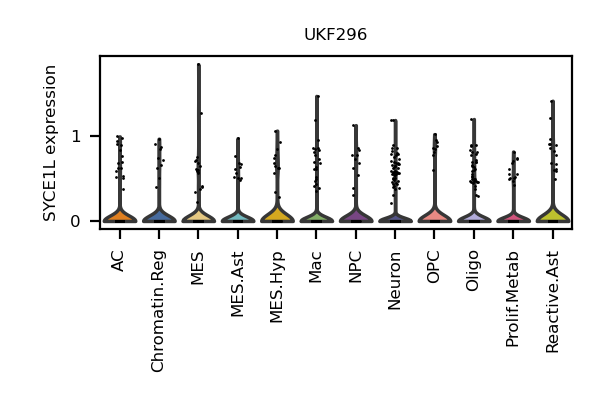 UKF296
SYCE1L expression
1
0
AC
Chromatin.Reg
MES
MES.Ast
MES.Hyp
Mac
NPC
Neuron
OPC
Oligo
Prolif.Metab
Reactive.Ast